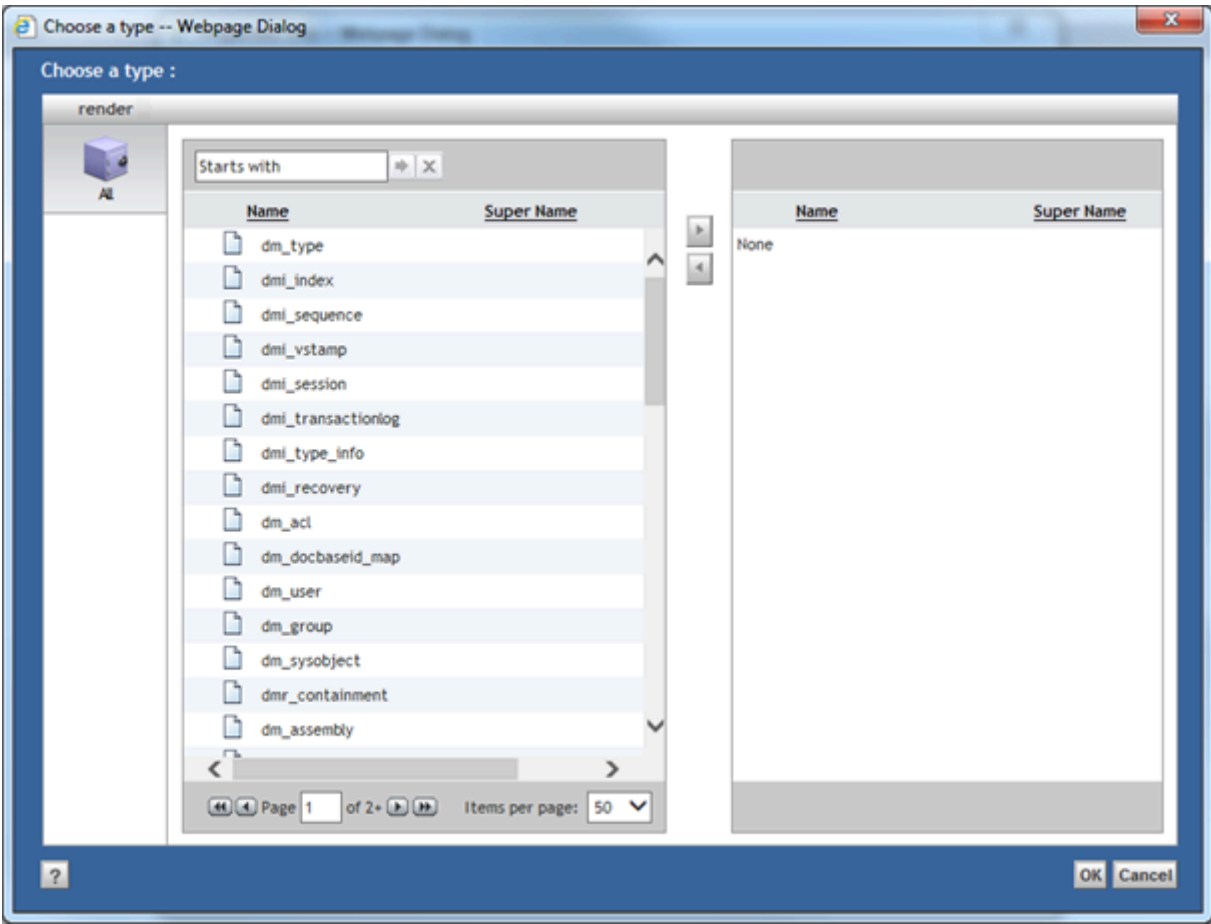 Choose a type -- Webpage Dialog
Choose a type :
render
All
Starts with
Name Super Name
dm_type
dmi_index
dmi_sequence
dmi_vstamp
dmi_session
dmi_transactionlog
dmi_type_info
dmi_recovery
dm_acl
dm_docbaseid_map
dm_user
dm_group
dm_sysobject
dmr_containment
dm_assembly
Page 1 of 2+ Items per page: 50
Name Super Name
None
? OK Cancel